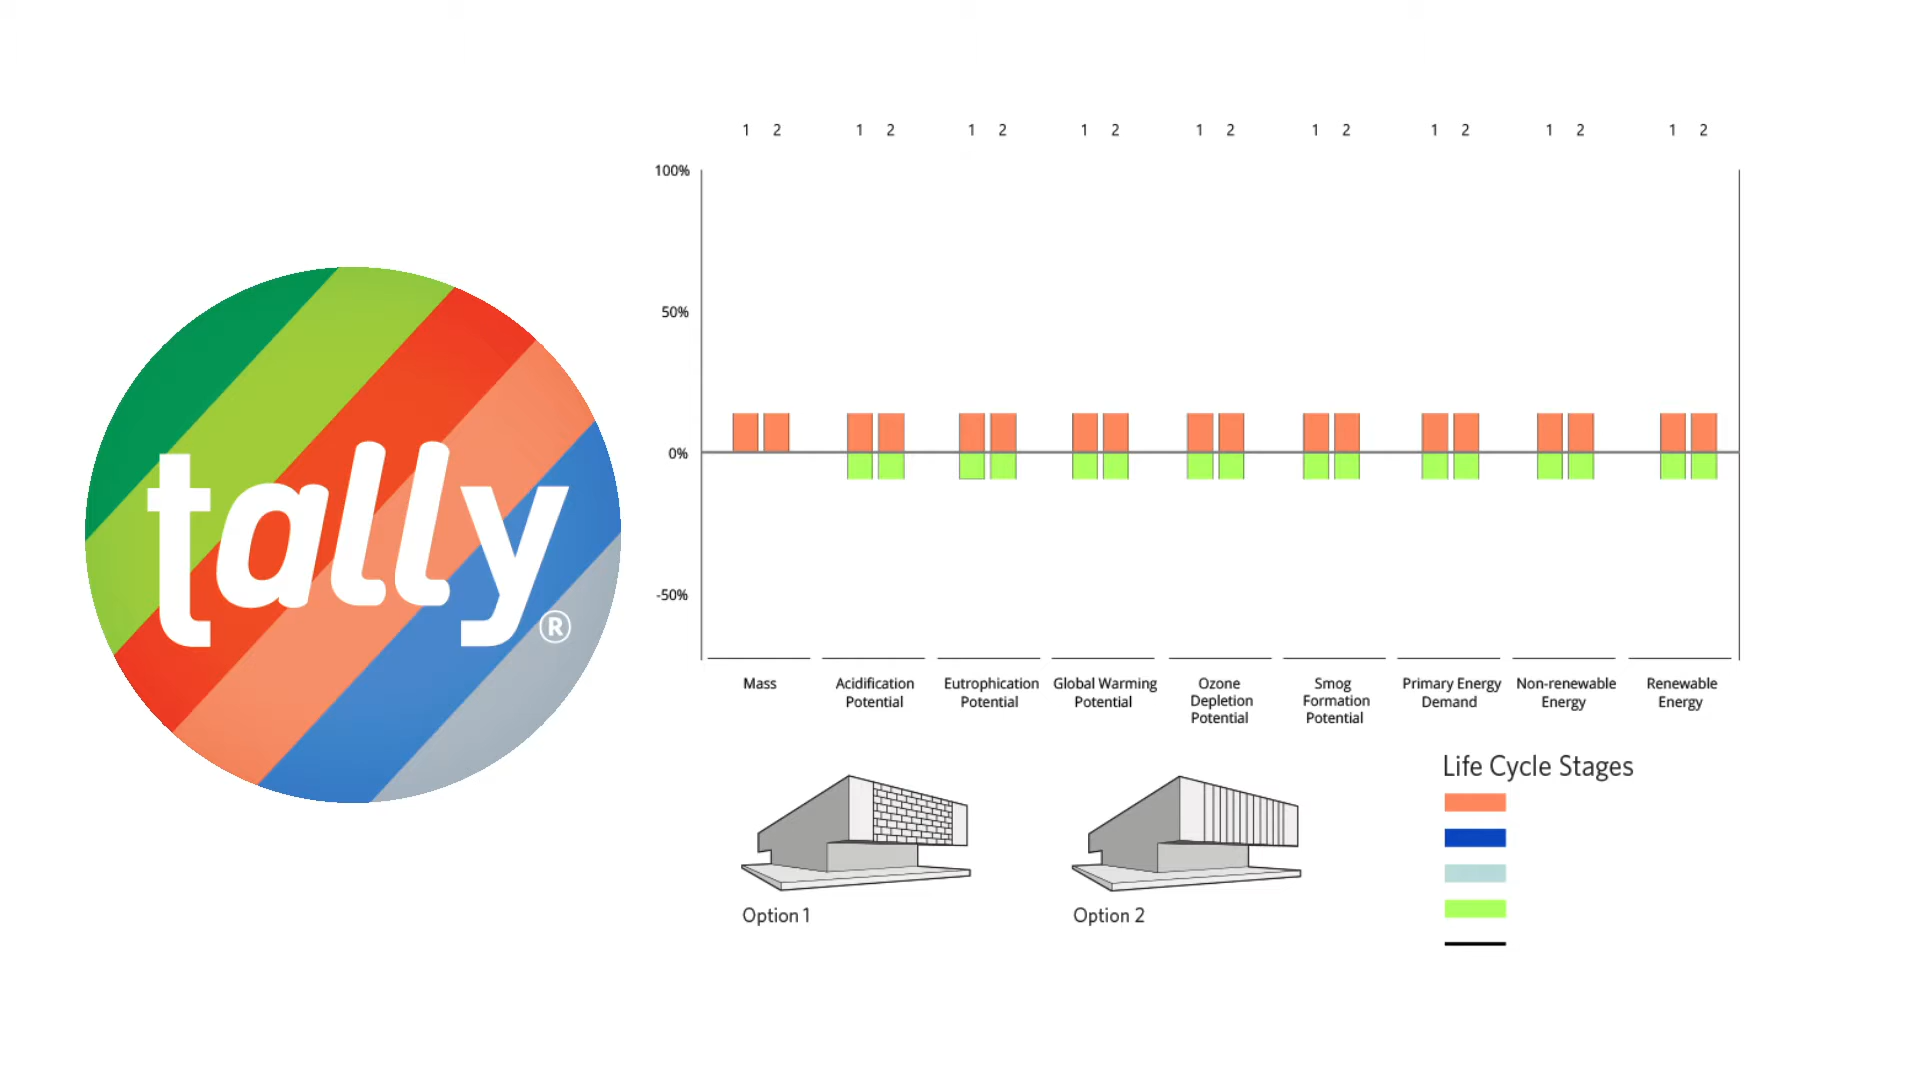 1 2 1 2 1 2 1 2 1 2 1 2 1 2 1 2 1 2
100%
50%
0%
-50%
tally®
Mass
Acidification
Potential
Eutrophication
Potential
Global Warming
Potential
Ozone
Depletion
Potential
Smog
Formation
Potential
Primary Energy
Demand
Non-renewable
Energy
Renewable
Energy
Option 1
Option 2
Life Cycle Stages